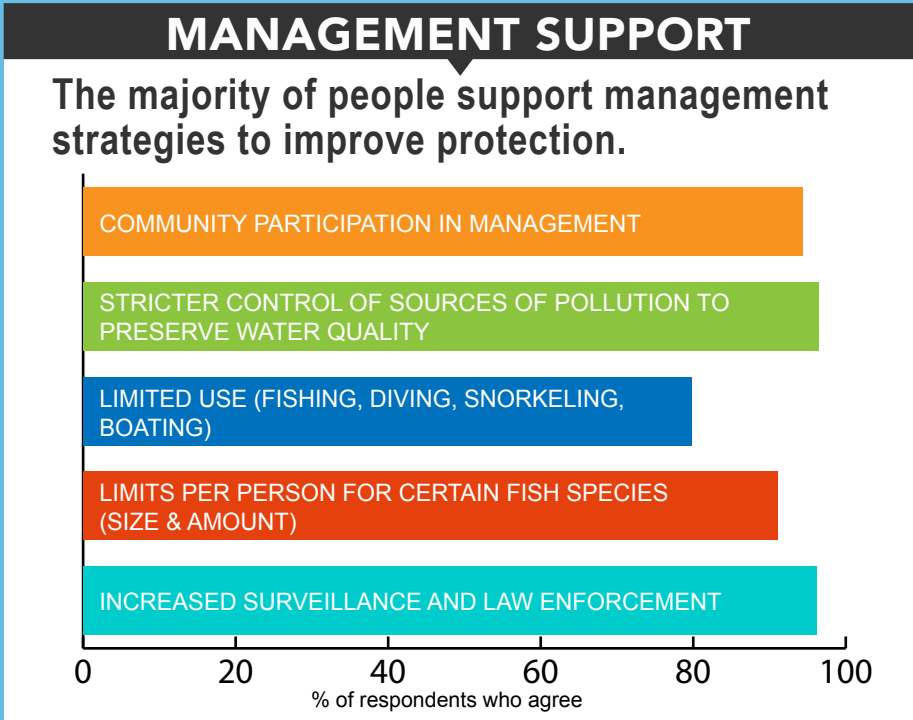 MANAGEMENT SUPPORT
The majority of people support management
strategies to improve protection.
COMMUNITY PARTICIPATION IN MANAGEMENT
STRICTER CONTROL OF SOURCES OF POLLUTION TO
PRESERVE WATER QUALITY
LIMITED USE (FISHING, DIVING, SNORKELING,
BOATING)
LIMITS PER PERSON FOR CERTAIN FISH SPECIES
(SIZE & AMOUNT)
INCREASED SURVEILLANCE AND LAW ENFORCEMENT
0 20 40 60 80 100
% of respondents who agree